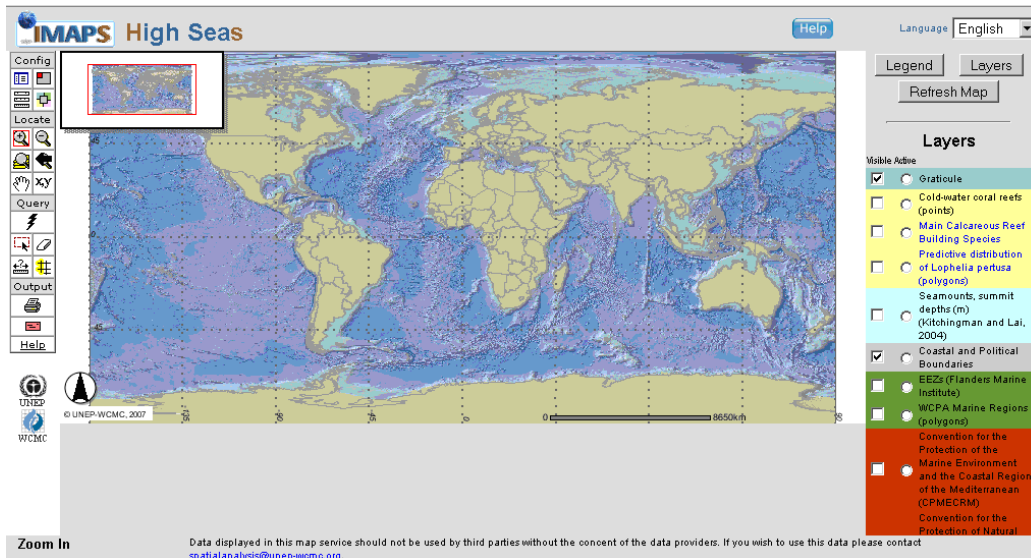 IMAPS High Seas
Help
Language English
Config
Locate
x,y
Query
Output
Help
UNEP
WCMC
© UNEP-WCMC, 2007
0 8650km
Legend Layers
Refresh Map
Layers
Visible Active
Graticule
Cold-water coral reefs
(points)
Main Calcareous Reef
Building Species
Predictive distribution
of Lophelia pertusa
(polygons)
Seamounts, summit
depths (m)
(Kitchingman and Lai,
2004)
Coastal and Political
Boundaries
EEZs (Flanders Marine
Institute)
WCPA Marine Regions
(polygons)
Convention for the
Protection of the
Marine Environment
and the Coastal Region
of the Mediterranean
(CPMECRM)
Convention for the
Protection of Natural
Zoom In
Data displayed in this map service should not be used by third parties without the concent of the data providers. If you wish to use this data please contact
spatialanalysis@unep-wcmc.org